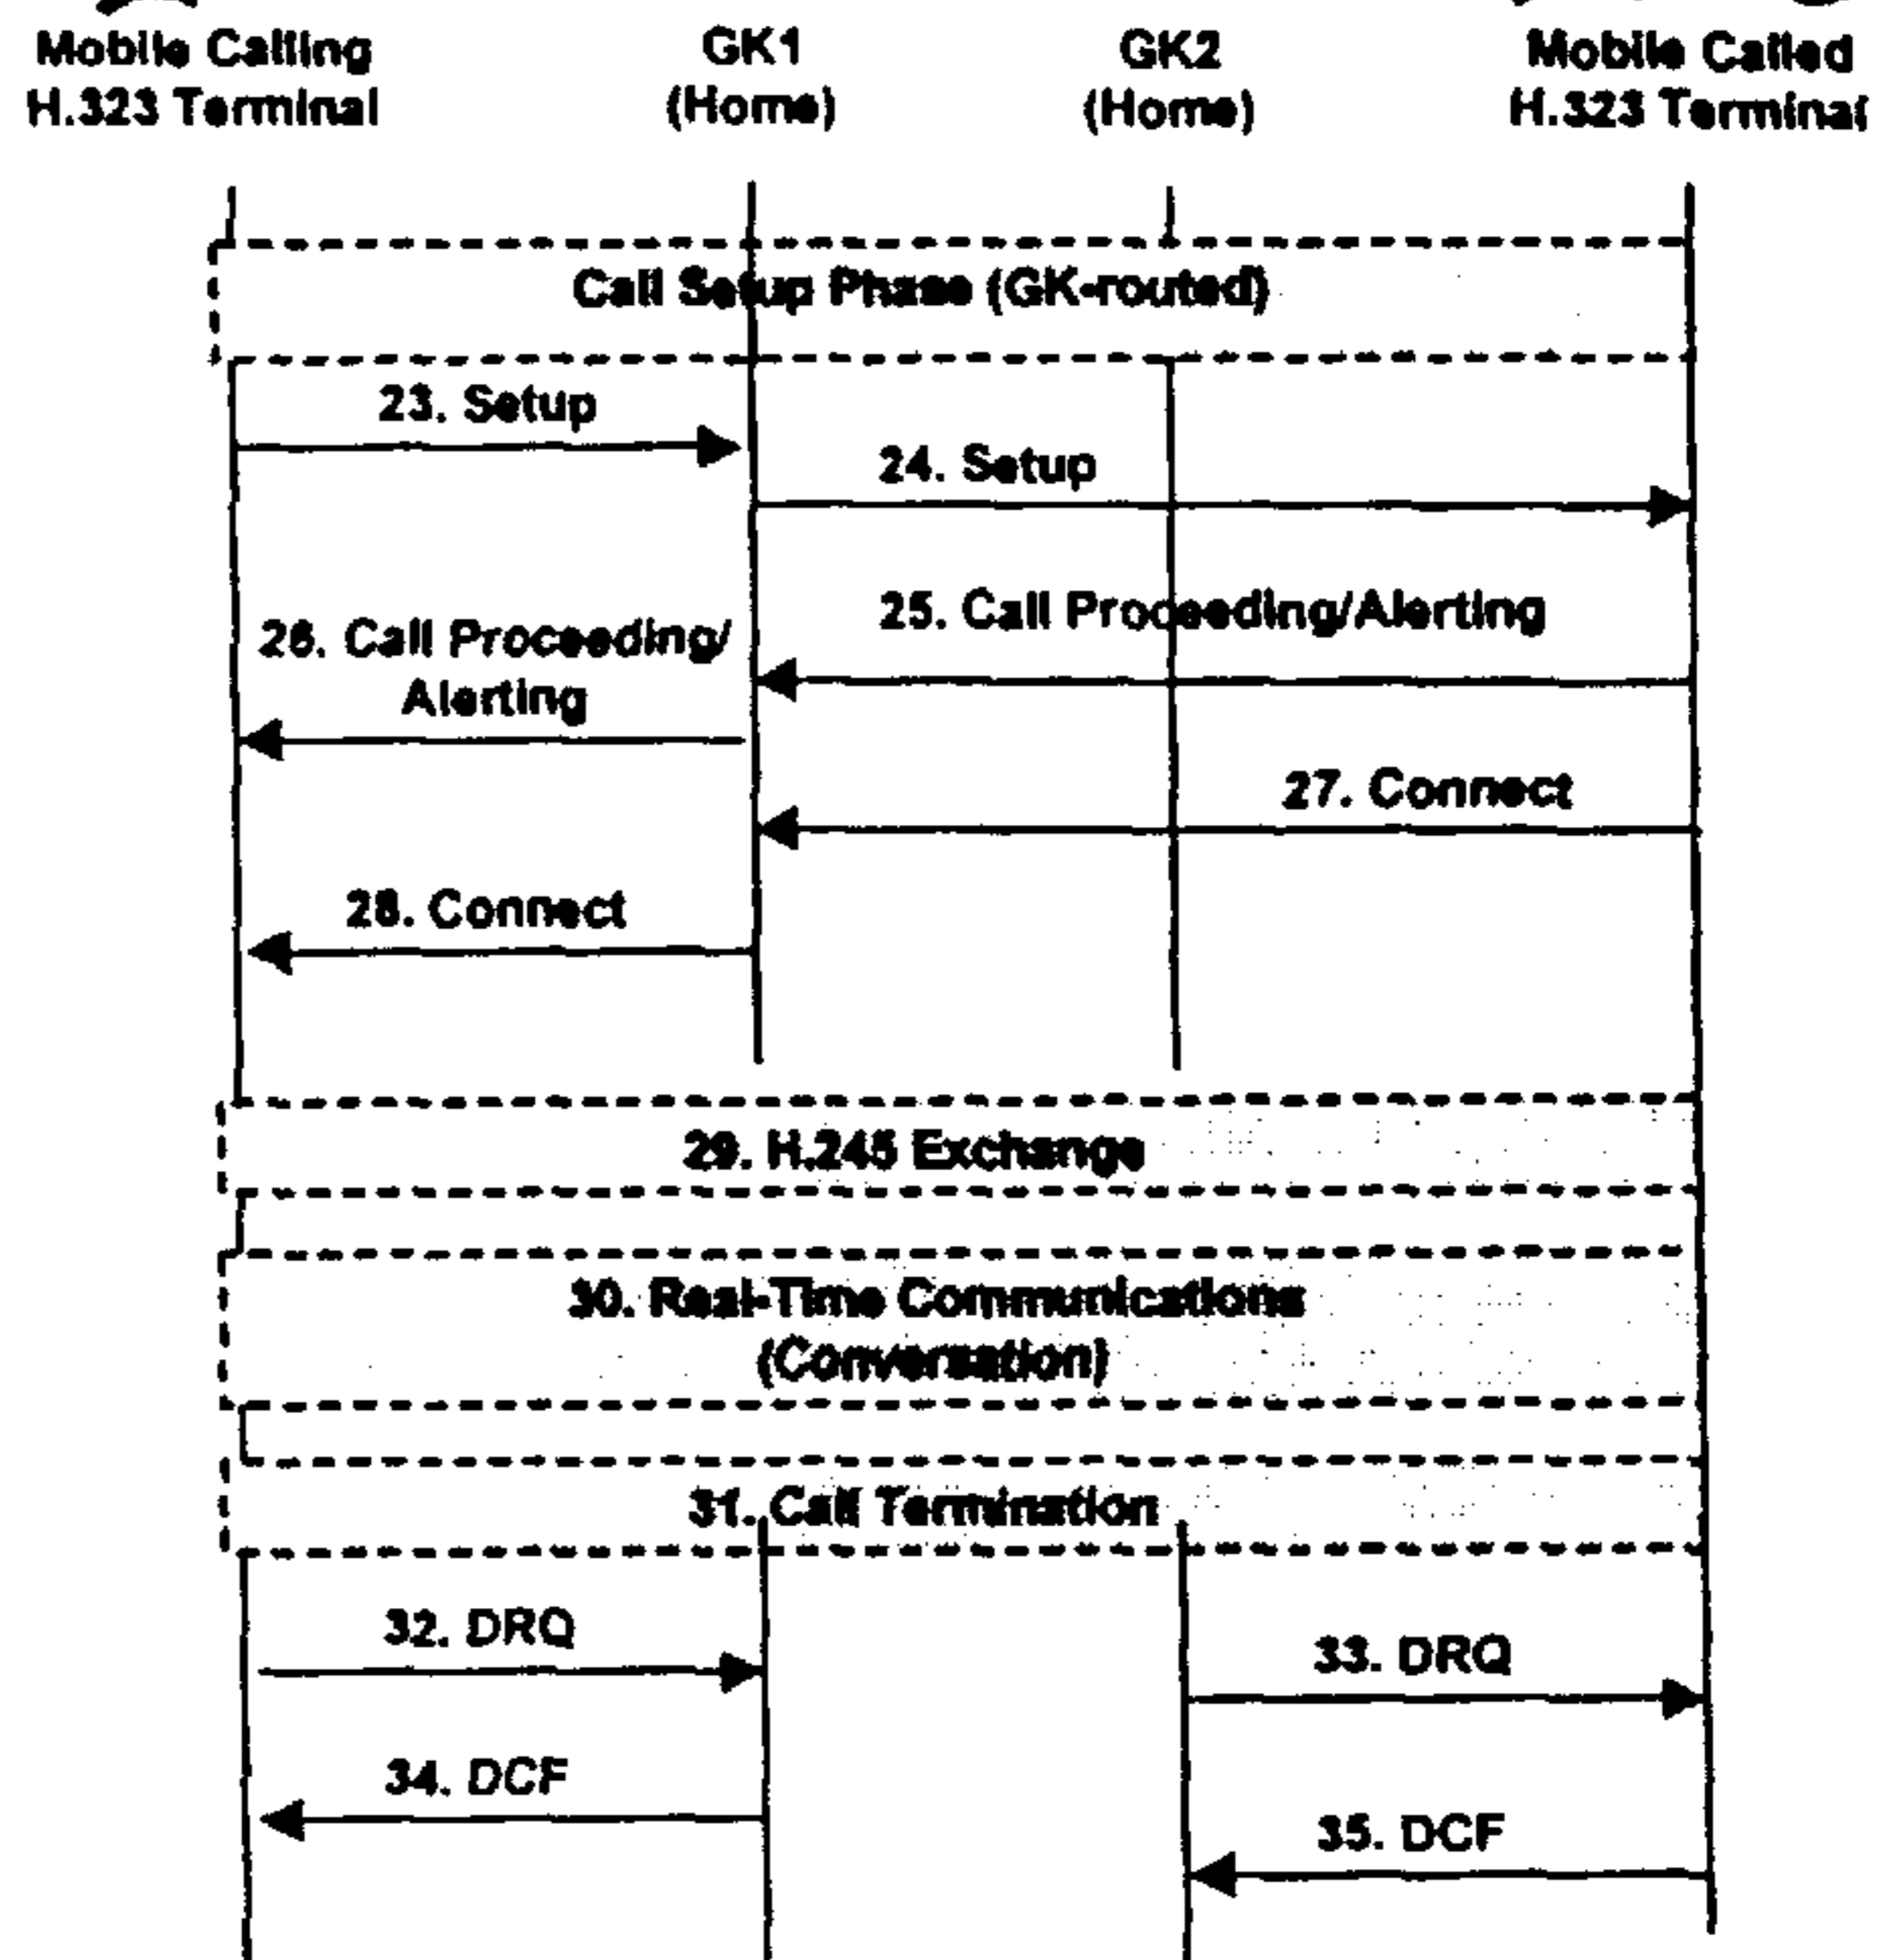 Mobile Calling
H.323 Terminal
GK1
(Home)
GK2
(Home)
Mobile Called
H.323 Terminal
Call Setup Phase (GK-routed)
23. Setup
24. Setup
25. Call Proceeding/Alerting
26. Call Proceeding/
Alerting
27. Connect
28. Connect
29. H.245 Exchange
30. Real-Time Communications
(Conversation)
31. Call Termination
32. DRQ
33. DRQ
34. DCF
35. DCF